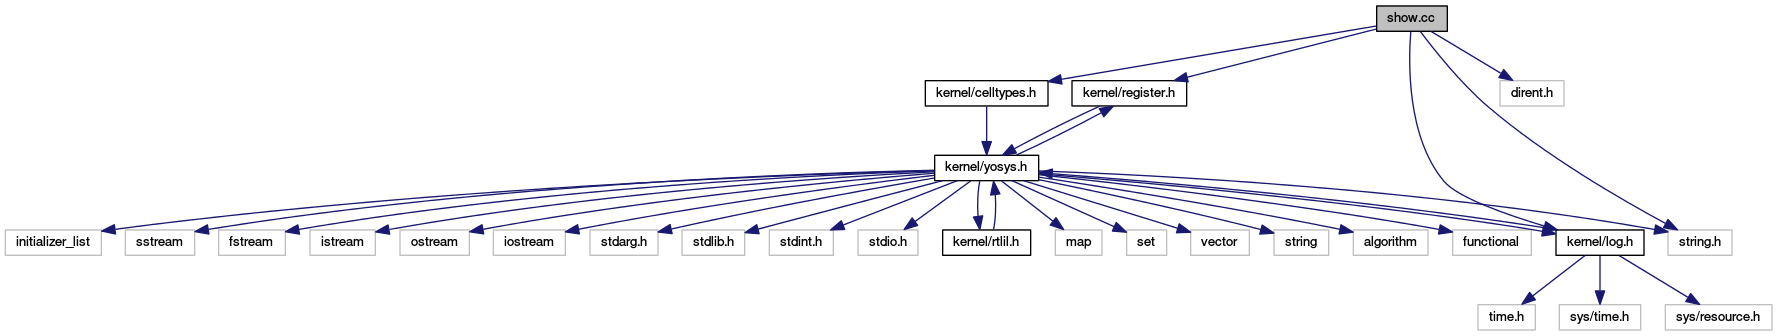 show.cc
kernel/celltypes.h
kernel/register.h
dirent.h
kernel/yosys.h
initializer_list
sstream
fstream
istream
ostream
iostream
stdarg.h
stdlib.h
stdint.h
stdio.h
kernel/rtlil.h
map
set
vector
string
algorithm
functional
kernel/log.h
string.h
time.h
sys/time.h
sys/resource.h